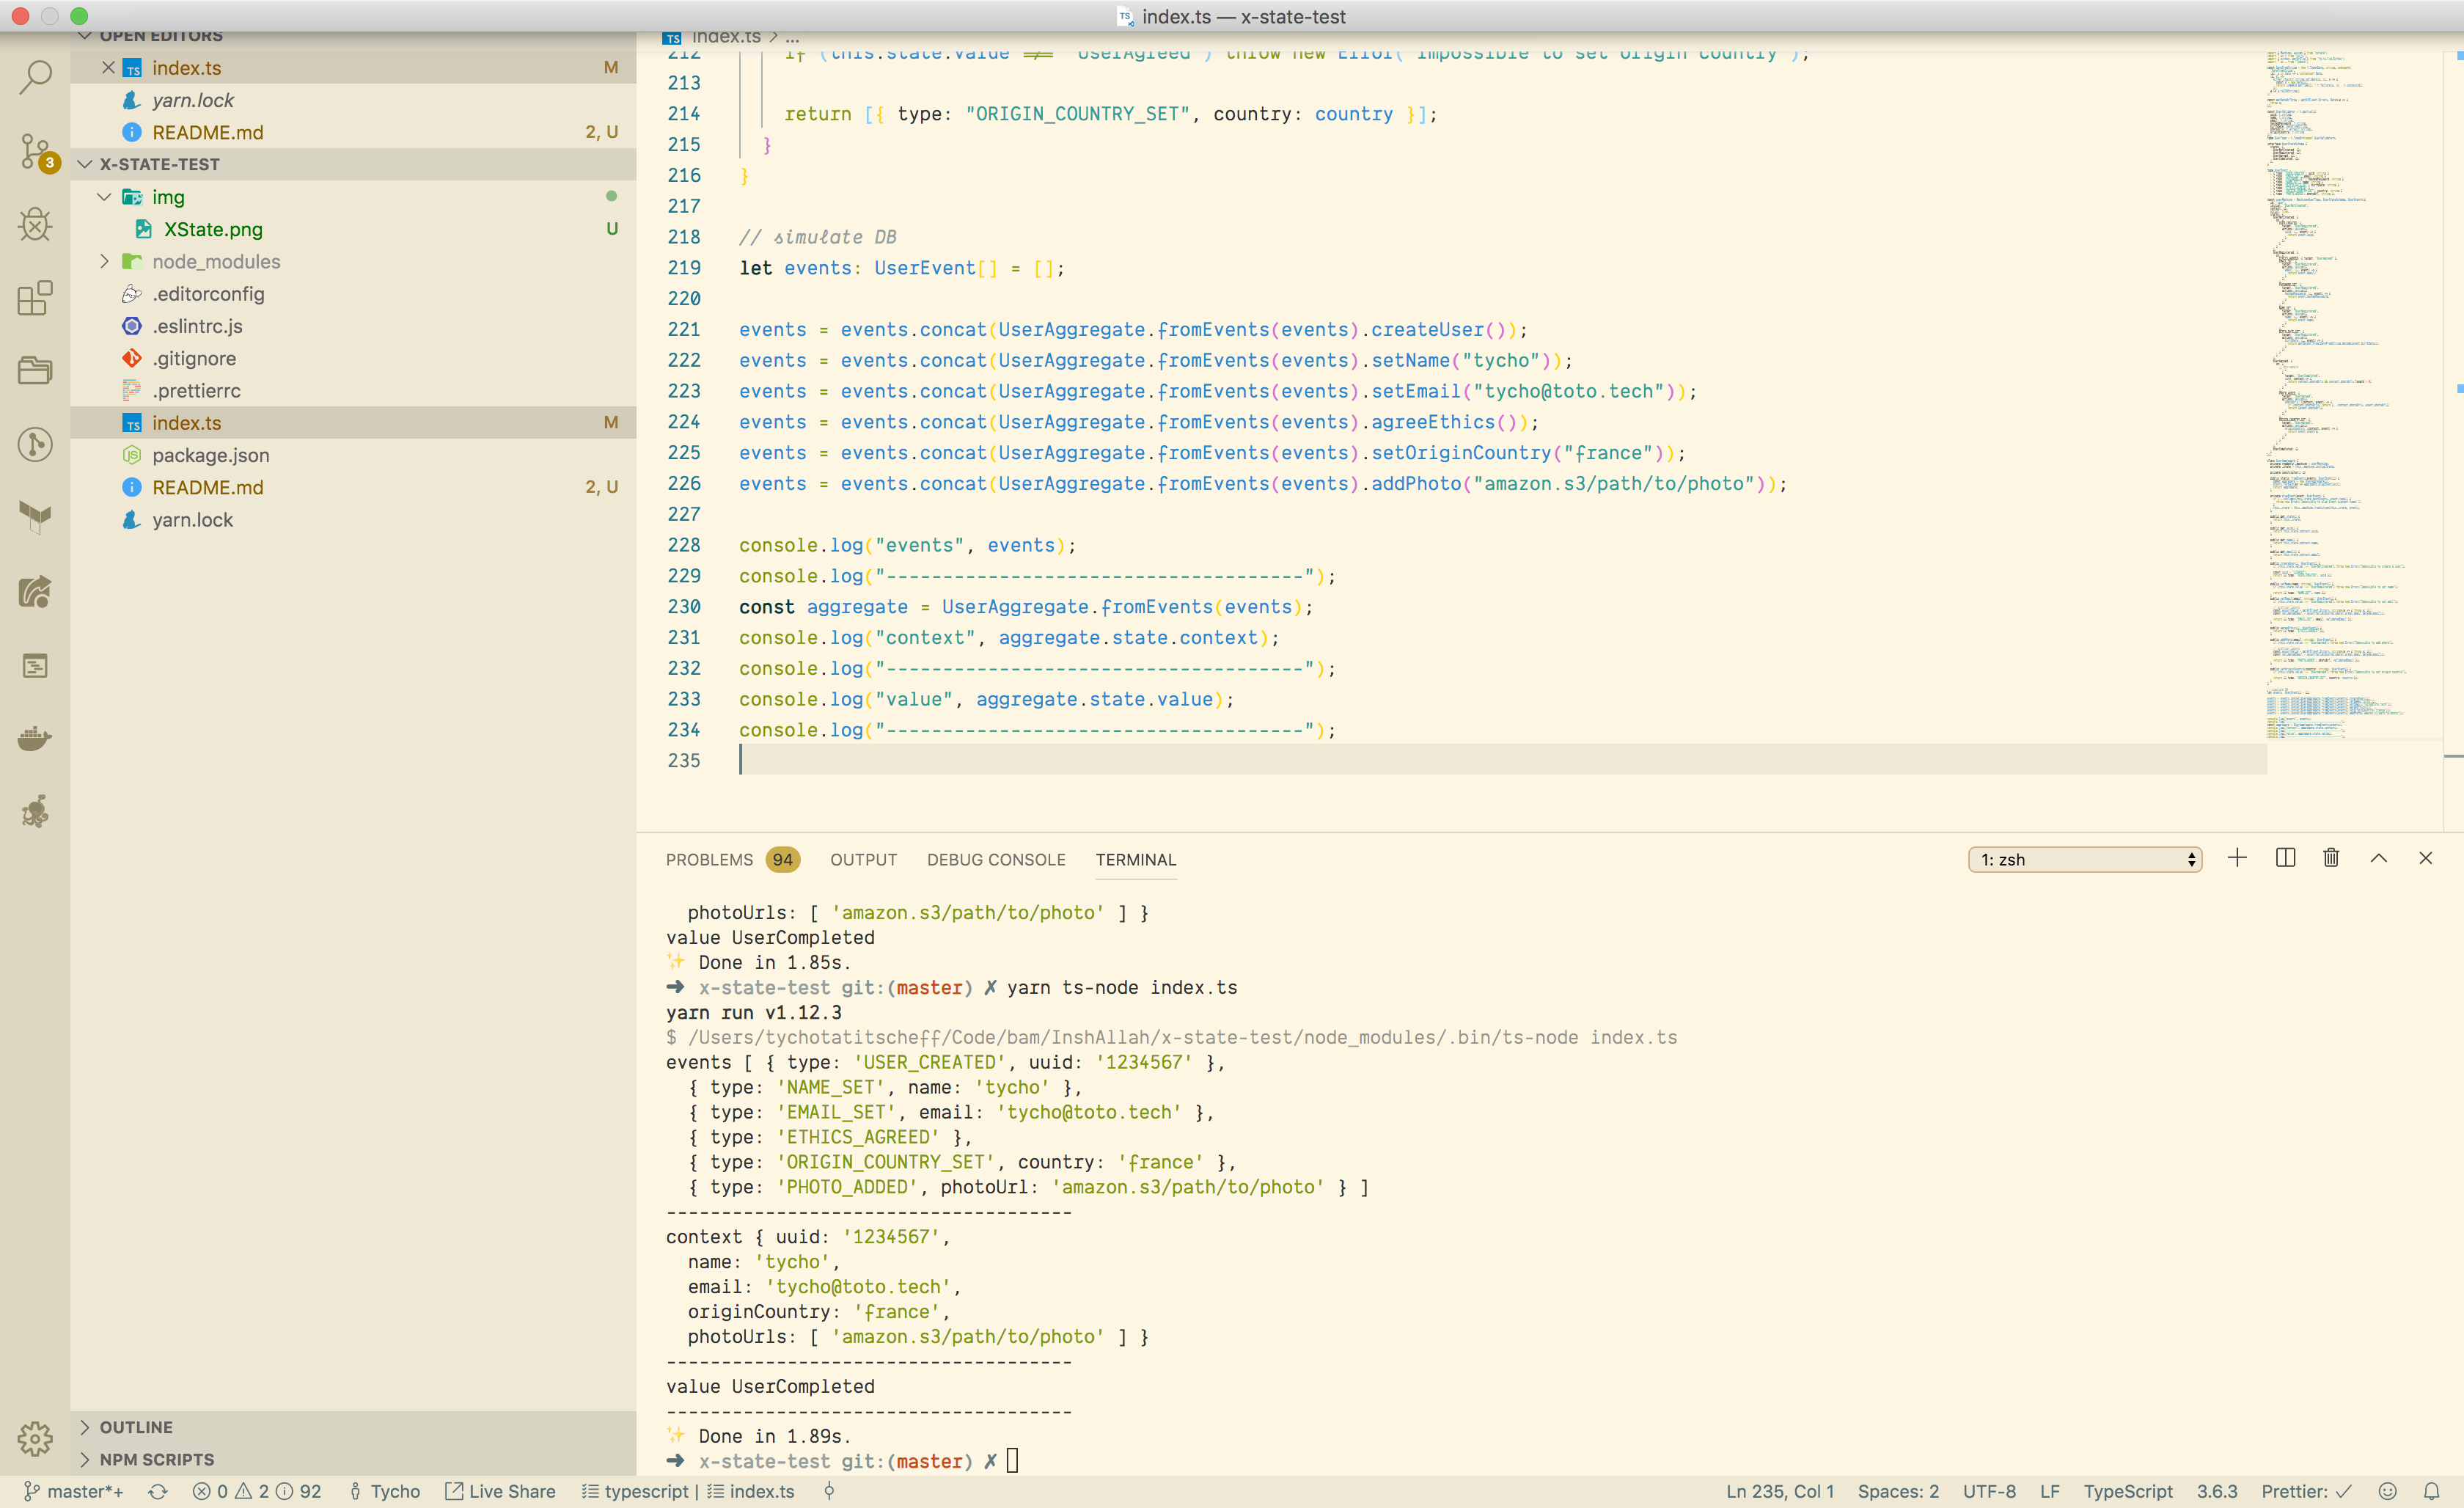 index.ts — x-state-test
OPEN EDITORS
index.ts M
yarn.lock
README.md 2, U
X-STATE-TEST
img
XState.png U
node_modules
.editorconfig
.eslintrc.js
.gitignore
.prettierrc
index.ts M
package.json
README.md 2, U
yarn.lock
OUTLINE
NPM SCRIPTS
3
index.ts > ...
212 if (this.state.value !== "UserAgreed") throw new Error("Impossible to set origin country");
213
214 return [{ type: "ORIGIN_COUNTRY_SET", country: country }];
215 }
216 }
217
218 // simulate DB
219 let events: UserEvent[] = [];
220
221 events = events.concat(UserAggregate.fromEvents(events).createUser());
222 events = events.concat(UserAggregate.fromEvents(events).setName("tycho"));
223 events = events.concat(UserAggregate.fromEvents(events).setEmail("tycho@toto.tech"));
224 events = events.concat(UserAggregate.fromEvents(events).agreeEthics());
225 events = events.concat(UserAggregate.fromEvents(events).setOriginCountry("france"));
226 events = events.concat(UserAggregate.fromEvents(events).addPhoto("amazon.s3/path/to/photo"));
227
228 console.log("events", events);
229 console.log("-------------------------------------");
230 const aggregate = UserAggregate.fromEvents(events);
231 console.log("context", aggregate.state.context);
232 console.log("-------------------------------------");
233 console.log("value", aggregate.state.value);
234 console.log("-------------------------------------");
235
PROBLEMS 94 OUTPUT DEBUG CONSOLE TERMINAL 1: zsh
photoUrls: [ 'amazon.s3/path/to/photo' ] }
value UserCompleted
✨ Done in 1.85s.
➜ x-state-test git:(master) ✗ yarn ts-node index.ts
yarn run v1.12.3
$ /Users/tychotatitscheff/Code/bam/InshAllah/x-state-test/node_modules/.bin/ts-node index.ts
events [ { type: 'USER_CREATED', uuid: '1234567' },
{ type: 'NAME_SET', name: 'tycho' },
{ type: 'EMAIL_SET', email: 'tycho@toto.tech' },
{ type: 'ETHICS_AGREED' },
{ type: 'ORIGIN_COUNTRY_SET', country: 'france' },
{ type: 'PHOTO_ADDED', photoUrl: 'amazon.s3/path/to/photo' } ]
-------------------------------------
context { uuid: '1234567',
name: 'tycho',
email: 'tycho@toto.tech',
originCountry: 'france',
photoUrls: [ 'amazon.s3/path/to/photo' ] }
-------------------------------------
value UserCompleted
-------------------------------------
✨ Done in 1.89s.
➜ x-state-test git:(master) ✗
master*+ 0 2 92 Tycho Live Share typescript | index.ts Ln 235, Col 1 Spaces: 2 UTF-8 LF TypeScript 3.6.3 Prettier: ✓